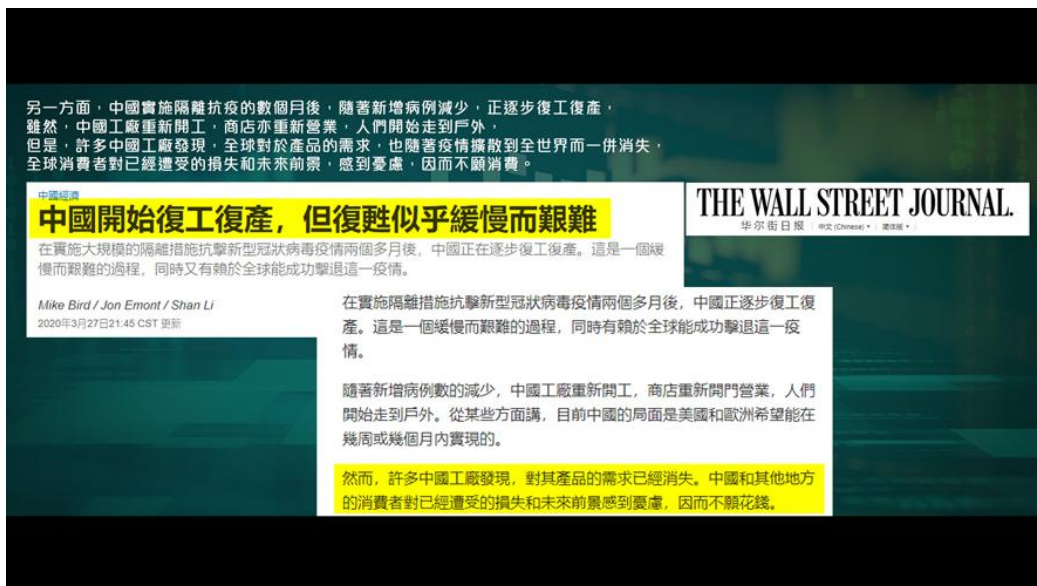 另一方面，中國實施隔離抗疫的數個月後，隨著新增病例減少，正逐步復工復產，
雖然，中國工廠重新開工，商店亦重新營業，人們開始走到戶外，
但是，許多中國工廠發現，全球對於產品的需求，也隨著疫情擴散到全世界而一併消失，
全球消費者對已經遭受的損失和未來前景，感到憂慮，因而不願消費。
中國經濟
中國開始復工復產，但復甦似乎緩慢而艱難
在實施大規模的隔離措施抗擊新型冠狀病毒疫情兩個多月後，中國正在逐步復工復產。這是一個緩
慢而艱難的過程，同時又有賴於全球能成功擊退這一疫情。
Mike Bird / Jon Emont / Shan Li
2020年3月27日21:45 CST 更新
THE WALL STREET JOURNAL.
华尔街日报 | 中文 (Chinese) | 简体版
在實施隔離措施抗擊新型冠狀病毒疫情兩個多月後，中國正逐步復工復
產。這是一個緩慢而艱難的過程，同時有賴於全球能成功擊退這一疫
情。
隨著新增病例數的減少，中國工廠重新開工，商店重新開門營業，人們
開始走到戶外。從某些方面講，目前中國的局面是美國和歐洲希望能在
幾周或幾個月內實現的。
然而，許多中國工廠發現，對其產品的需求已經消失。中國和其他地方
的消費者對已經遭受的損失和未來前景感到憂慮，因而不願花錢。